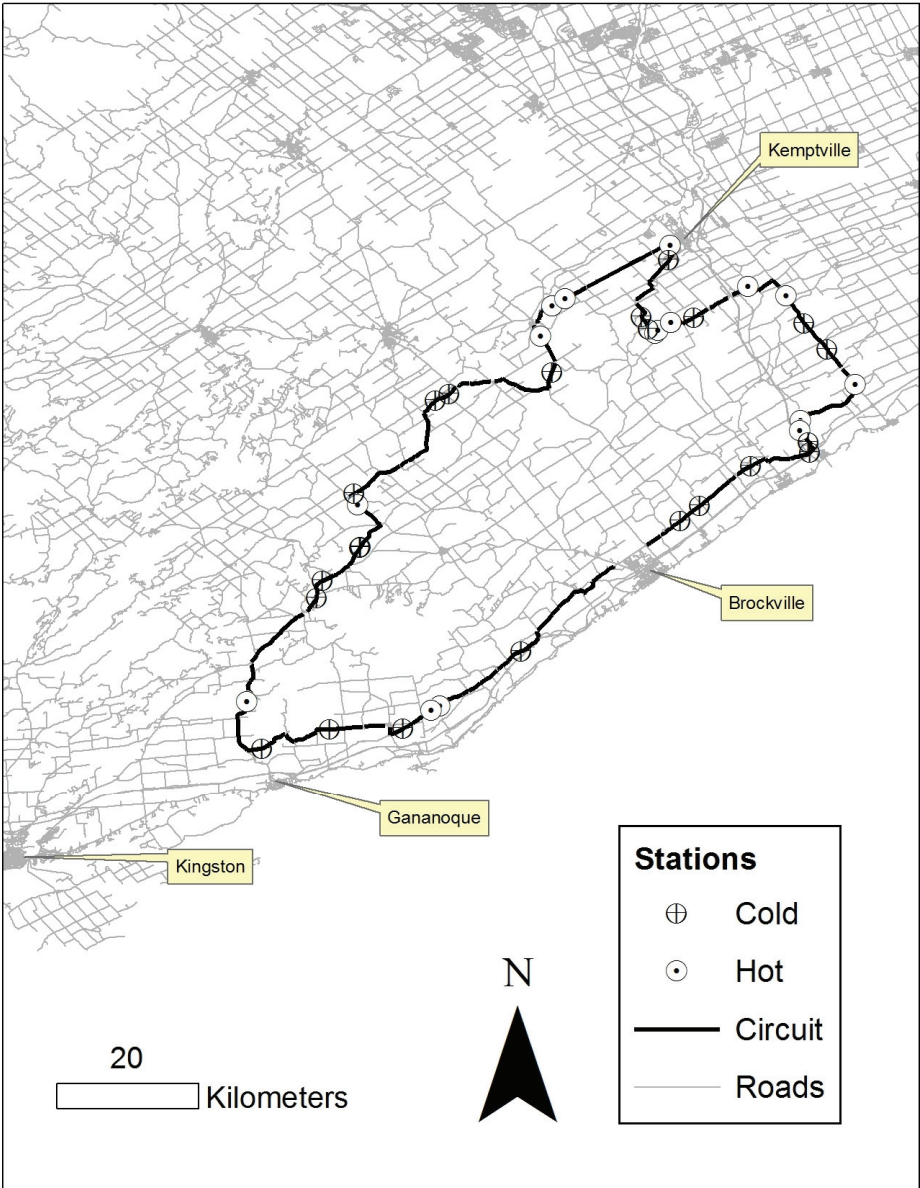 Kemptville
Brockville
Gananoque
Kingston
Stations
Cold
Hot
Circuit
Roads
N
20
Kilometers